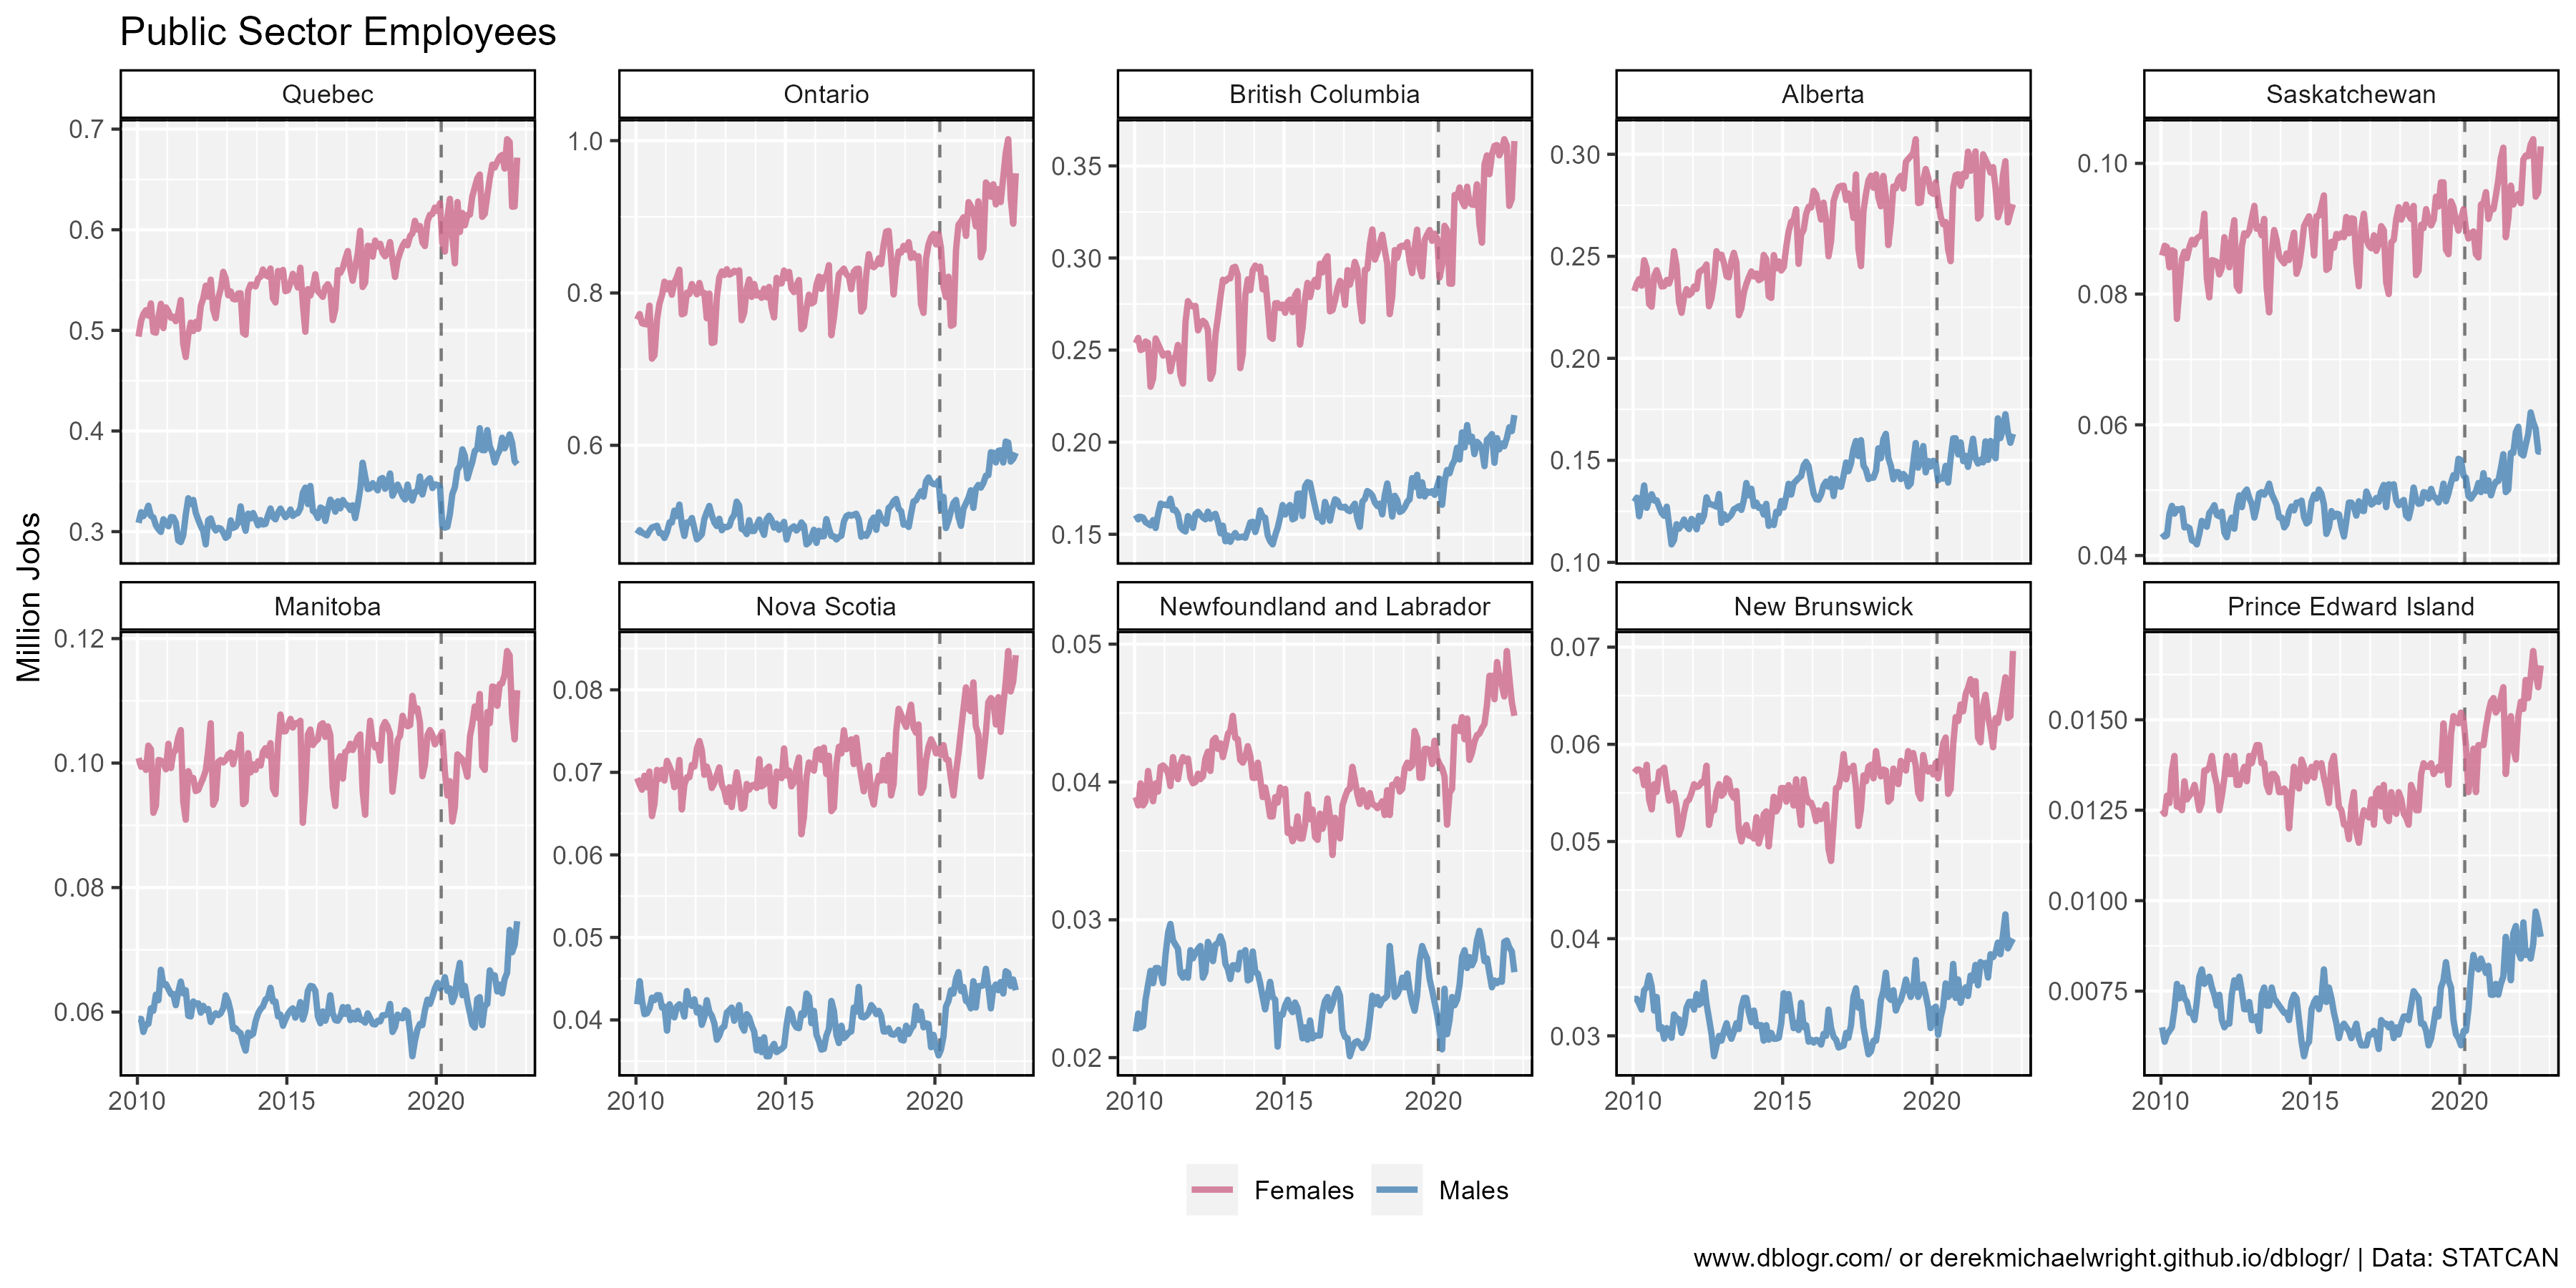 Public Sector Employees
Quebec
Ontario
British Columbia
Alberta
Saskatchewan
0.7
0.6
0.5
0.4
0.3
1.0
0.8
0.6
0.35
0.30
0.25
0.20
0.15
0.30
0.25
0.20
0.15
0.10
0.10
0.08
0.06
0.04
Million Jobs
Manitoba
Nova Scotia
Newfoundland and Labrador
New Brunswick
Prince Edward Island
0.12
0.10
0.08
0.06
0.08
0.07
0.06
0.05
0.04
0.05
0.04
0.03
0.02
0.07
0.06
0.05
0.04
0.03
0.0150
0.0125
0.0100
0.0075
2010 2015 2020
2010 2015 2020
2010 2015 2020
2010 2015 2020
2010 2015 2020
Females Males
www.dblogr.com/ or derekmichaelwright.github.io/dblogr/ | Data: STATCAN